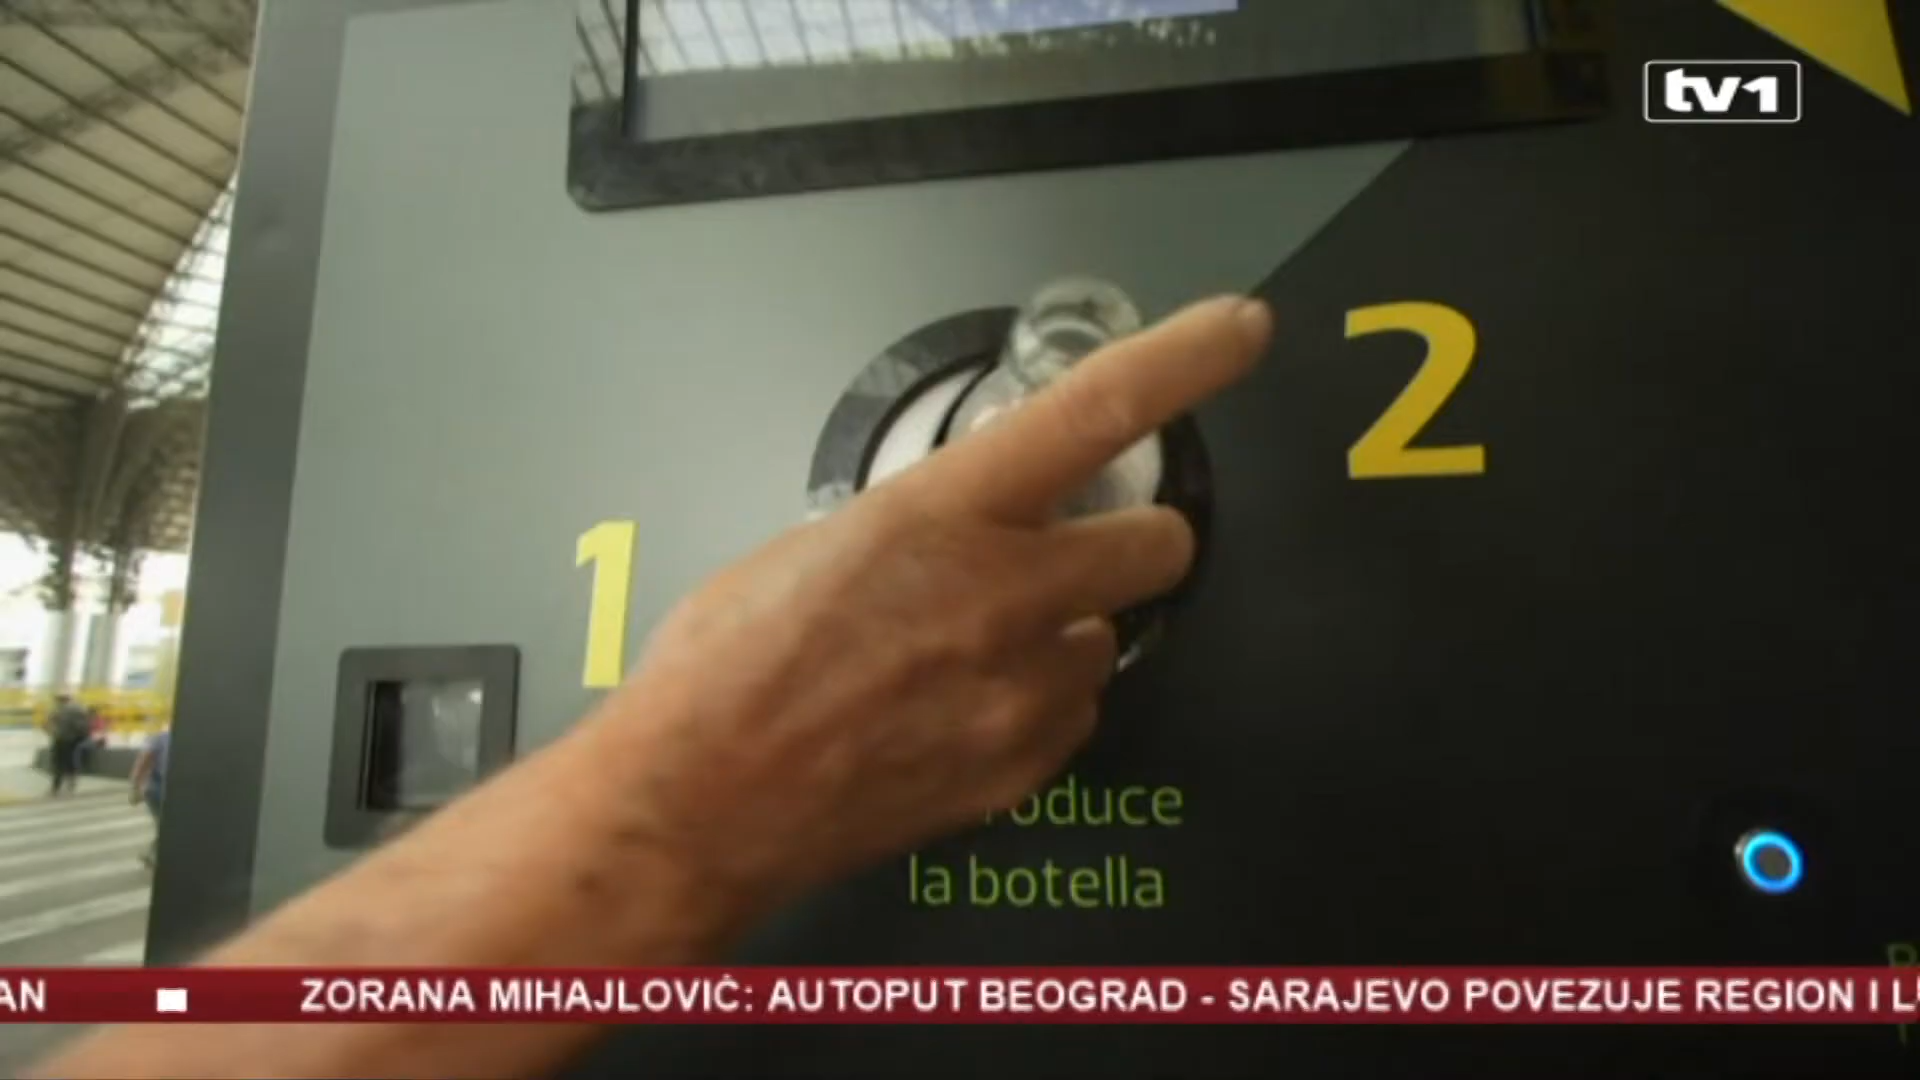 tv1
2
1
roduce
la botella
AN ZORANA MIHAJLOVIĆ: AUTOPUT BEOGRAD - SARAJEVO POVEZUJE REGION I